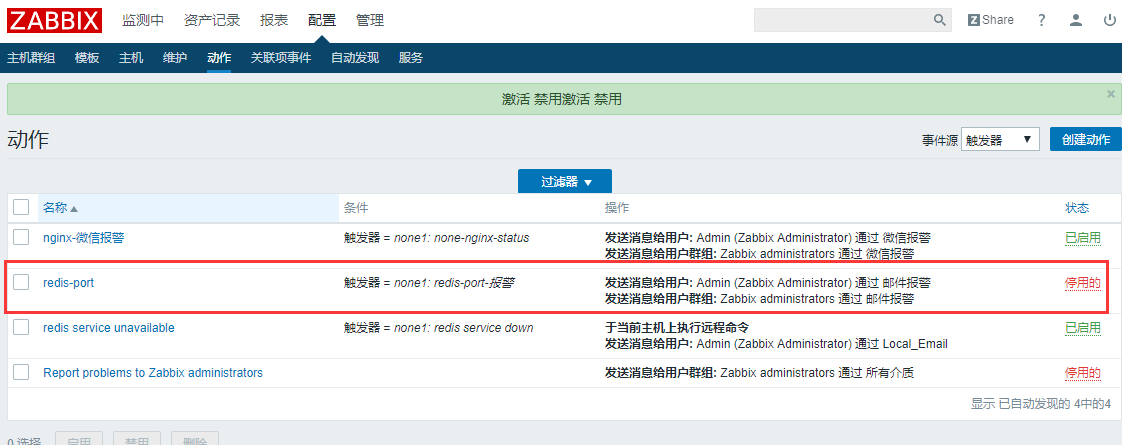 ZABBIX 监测中 资产记录 报表 配置 管理 Z Share ?
主机群组 模板 主机 维护 动作 关联项事件 自动发现 服务
激活 禁用激活 禁用 ×
动作 事件源 触发器 ▼ 创建动作
过滤器 ▼
名称 ▲ 条件 操作 状态
nginx-微信报警 触发器 = none1: none-nginx-status 发送消息给用户: Admin (Zabbix Administrator) 通过 微信报警 已启用
发送消息给用户群组: Zabbix administrators 通过 微信报警
redis-port 触发器 = none1: redis-port-报警 发送消息给用户: Admin (Zabbix Administrator) 通过 邮件报警 停用的
发送消息给用户群组: Zabbix administrators 通过 邮件报警
redis service unavailable 触发器 = none1: redis service down 于当前主机上执行远程命令 已启用
发送消息给用户: Admin (Zabbix Administrator) 通过 Local_Email
Report problems to Zabbix administrators 发送消息给用户群组: Zabbix administrators 通过 所有介质 停用的
显示 已自动发现的 4中的4
0 选择 启用 禁用 删除